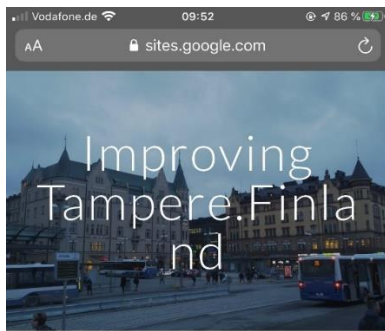 Vodafone.de 09:52 86 %
AA sites.google.com
Improving
Tampere.Finla
nd